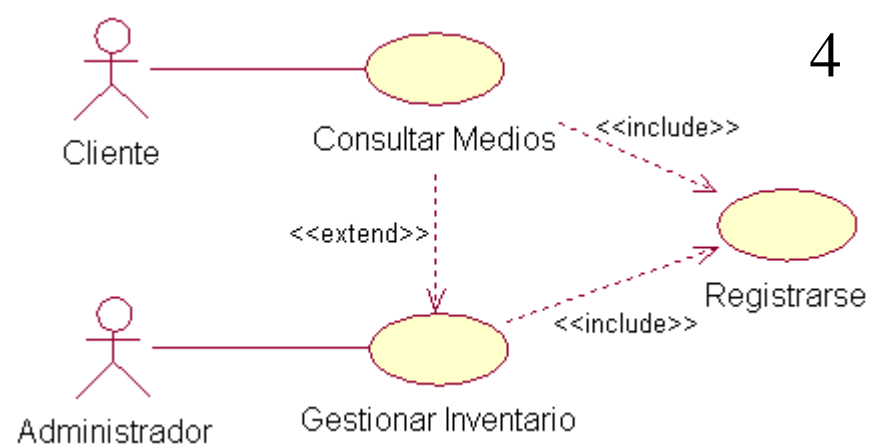 4
Cliente
Consultar Medios
<<include>>
<<extend>>
Registrarse
<<include>>
Administrador
Gestionar Inventario